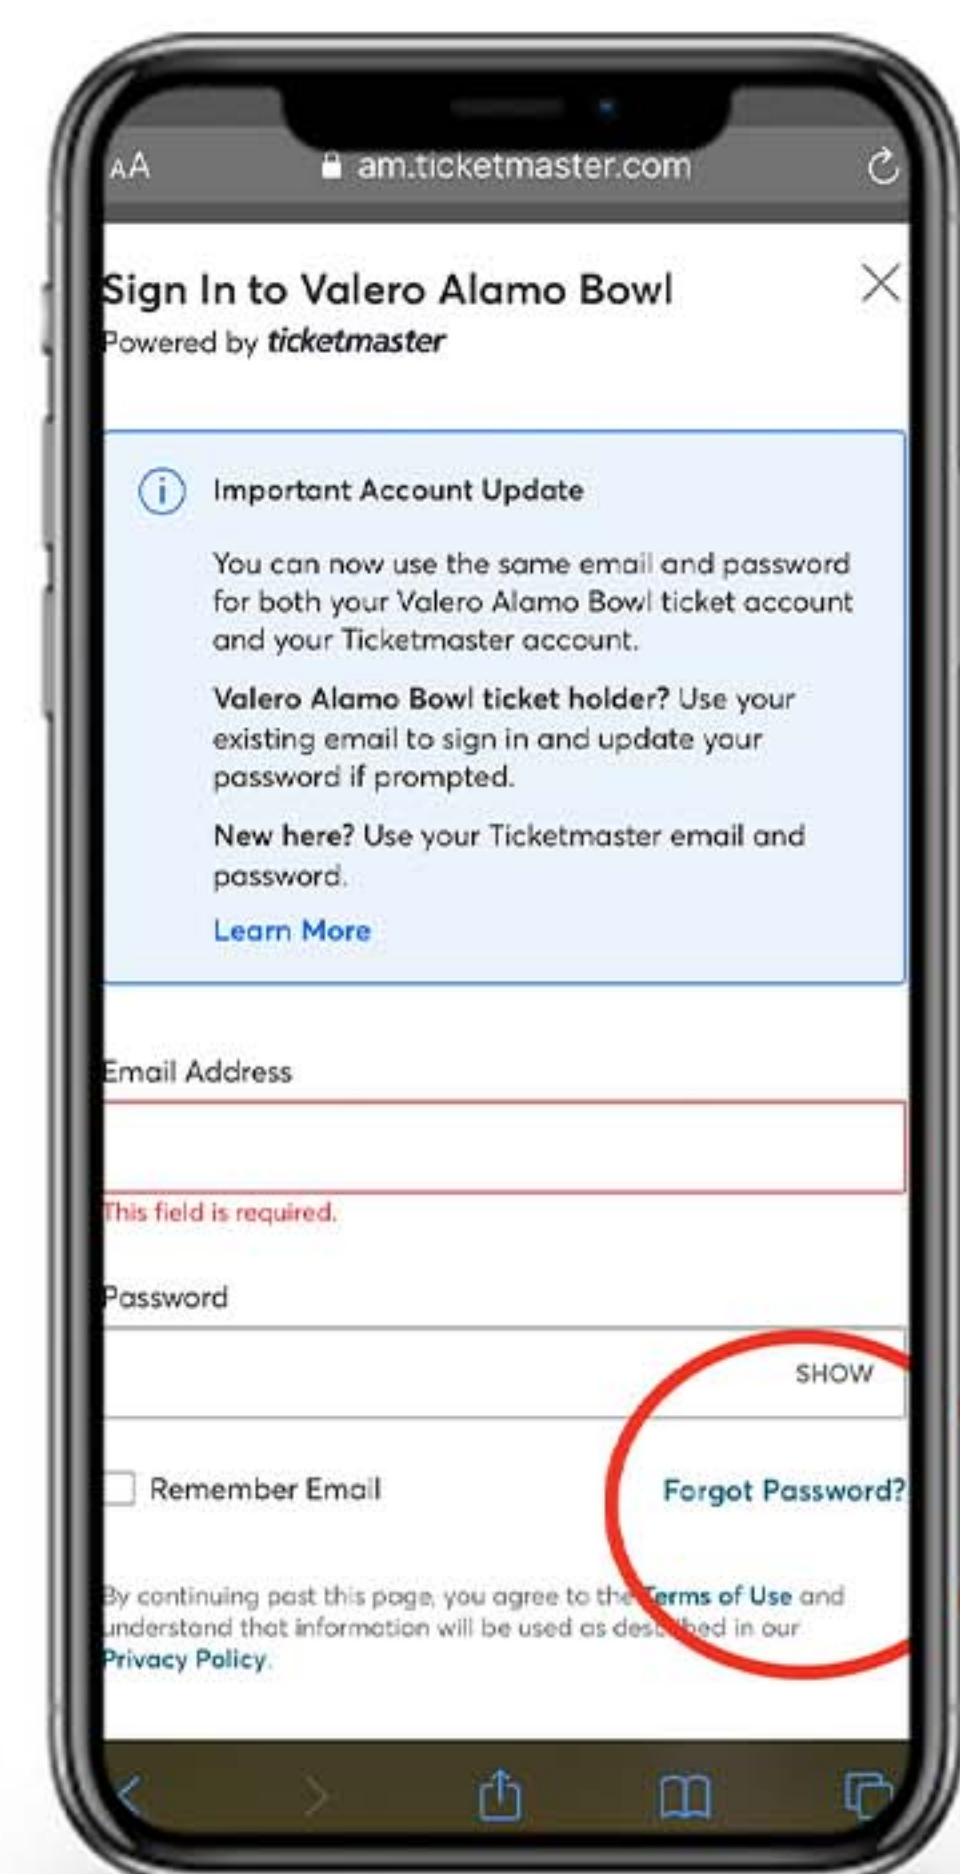 AA am.ticketmaster.com
Sign In to Valero Alamo Bowl
Powered by ticketmaster
Important Account Update
You can now use the same email and password
for both your Valero Alamo Bowl ticket account
and your Ticketmaster account.
Valero Alamo Bowl ticket holder? Use your
existing email to sign in and update your
password if prompted.
New here? Use your Ticketmaster email and
password.
Learn More
Email Address
This field is required.
Password
SHOW
Remember Email Forgot Password?
By continuing past this page, you agree to the Terms of Use and
understand that information will be used as described in our
Privacy Policy.